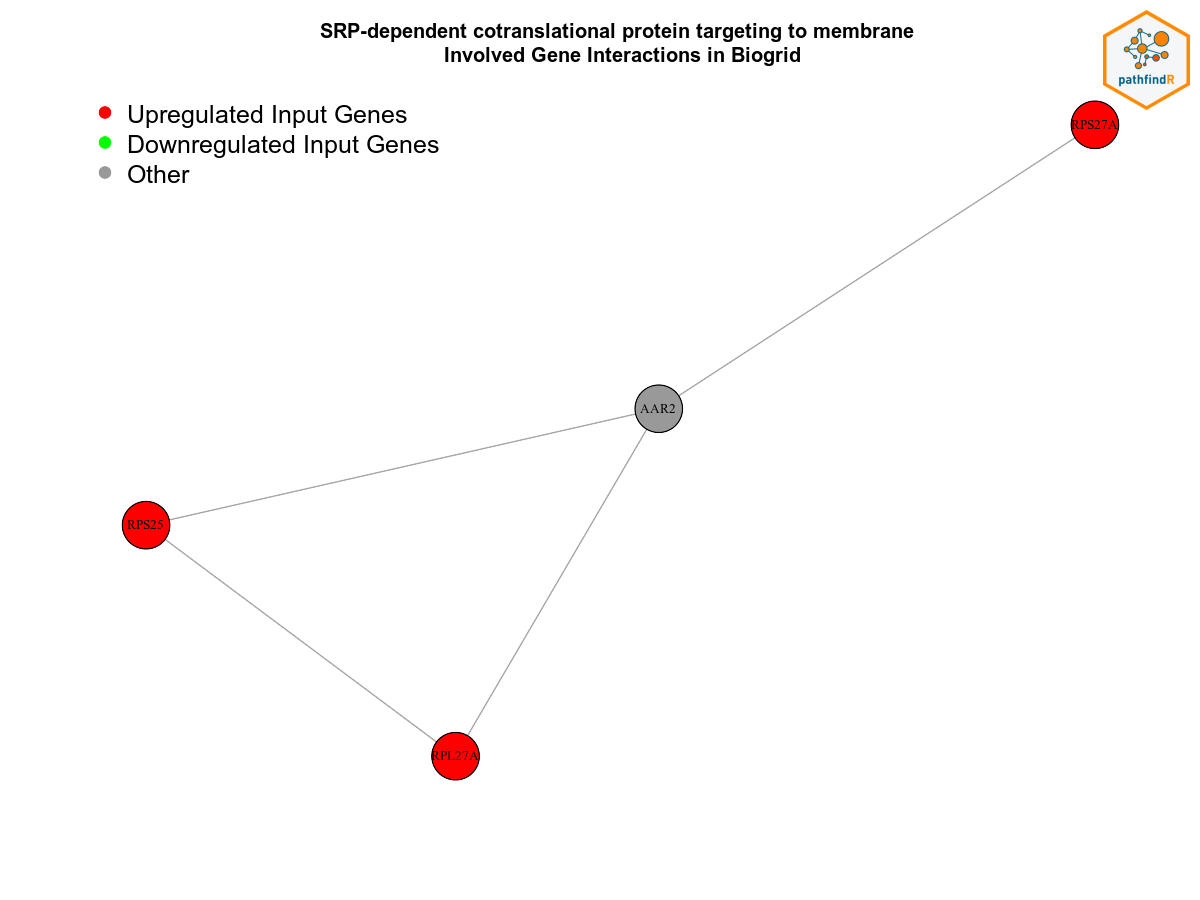 SRP-dependent cotranslational protein targeting to membrane
Involved Gene Interactions in Biogrid
pathfindR
Upregulated Input Genes
Downregulated Input Genes
Other
RPS27A
AAR2
RPS25
RPL27A